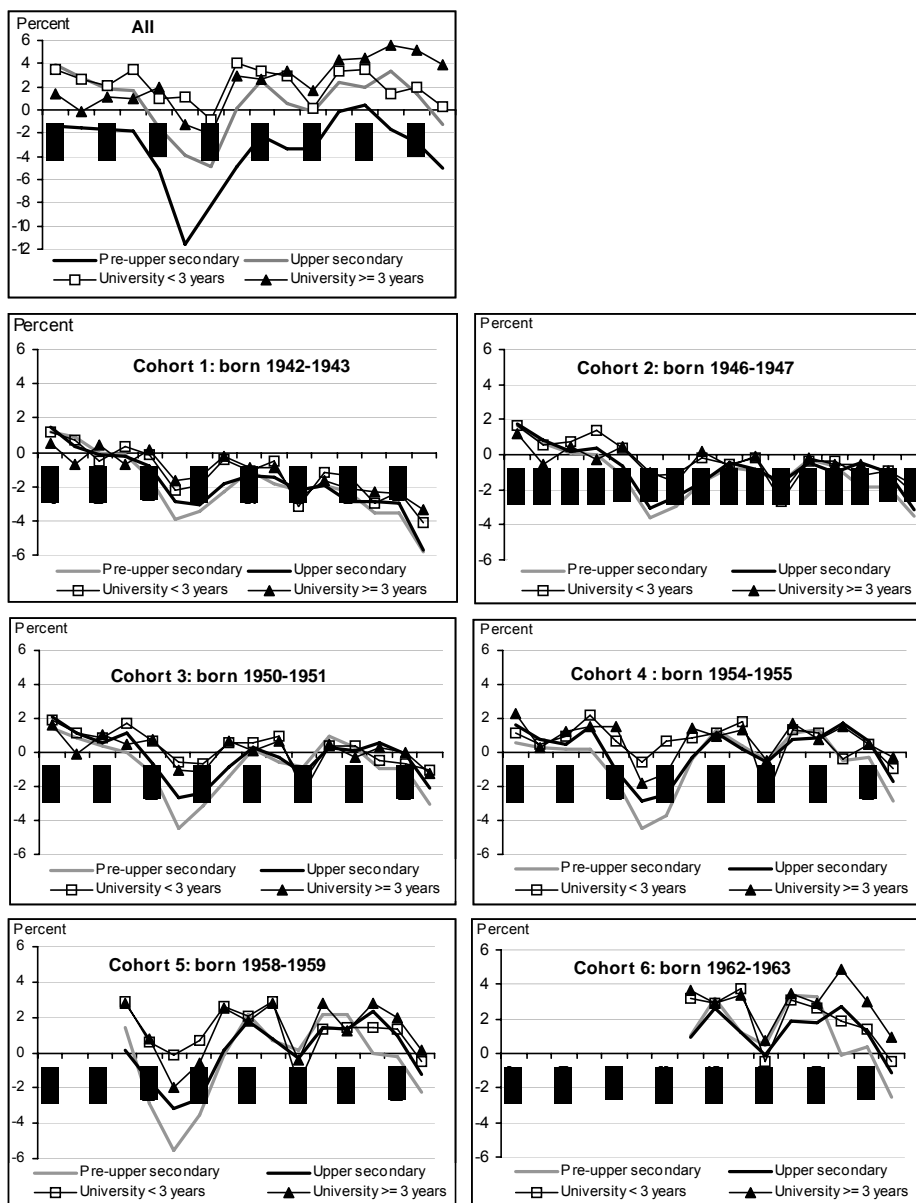 Percent
All
6
4
2
0
-2
-4
-6
-8
-10
-12
Pre-upper secondary Upper secondary
University < 3 years University >= 3 years
Percent
Cohort 1: born 1942-1943
6
4
2
0
-2
-4
-6
Pre-upper secondary Upper secondary
University < 3 years University >= 3 years
Percent
Cohort 2: born 1946-1947
6
4
2
0
-2
-4
-6
Pre-upper secondary Upper secondary
University < 3 years University >= 3 years
Percent
Cohort 3: born 1950-1951
6
4
2
0
-2
-4
-6
Pre-upper secondary Upper secondary
University < 3 years University >= 3 years
Percent
Cohort 4 : born 1954-1955
6
4
2
0
-2
-4
-6
Pre-upper secondary Upper secondary
University < 3 years University >= 3 years
Percent
Cohort 5: born 1958-1959
6
4
2
0
-2
-4
-6
Pre-upper secondary Upper secondary
University < 3 years University >= 3 years
Percent
Cohort 6: born 1962-1963
6
4
2
0
-2
-4
-6
Pre-upper secondary Upper secondary
University < 3 years University >= 3 years